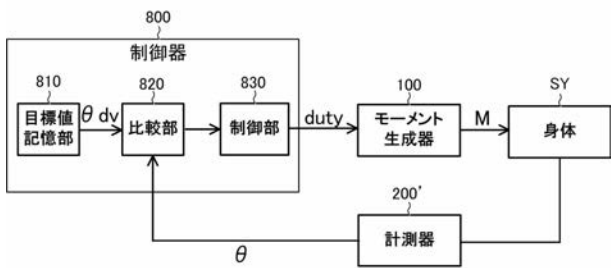 800
制御器
810
820
830
100
SY
目標値
記憶部
θ dv
比較部
制御部
duty
モーメント
生成器
M
身体
200'
計測器
θ